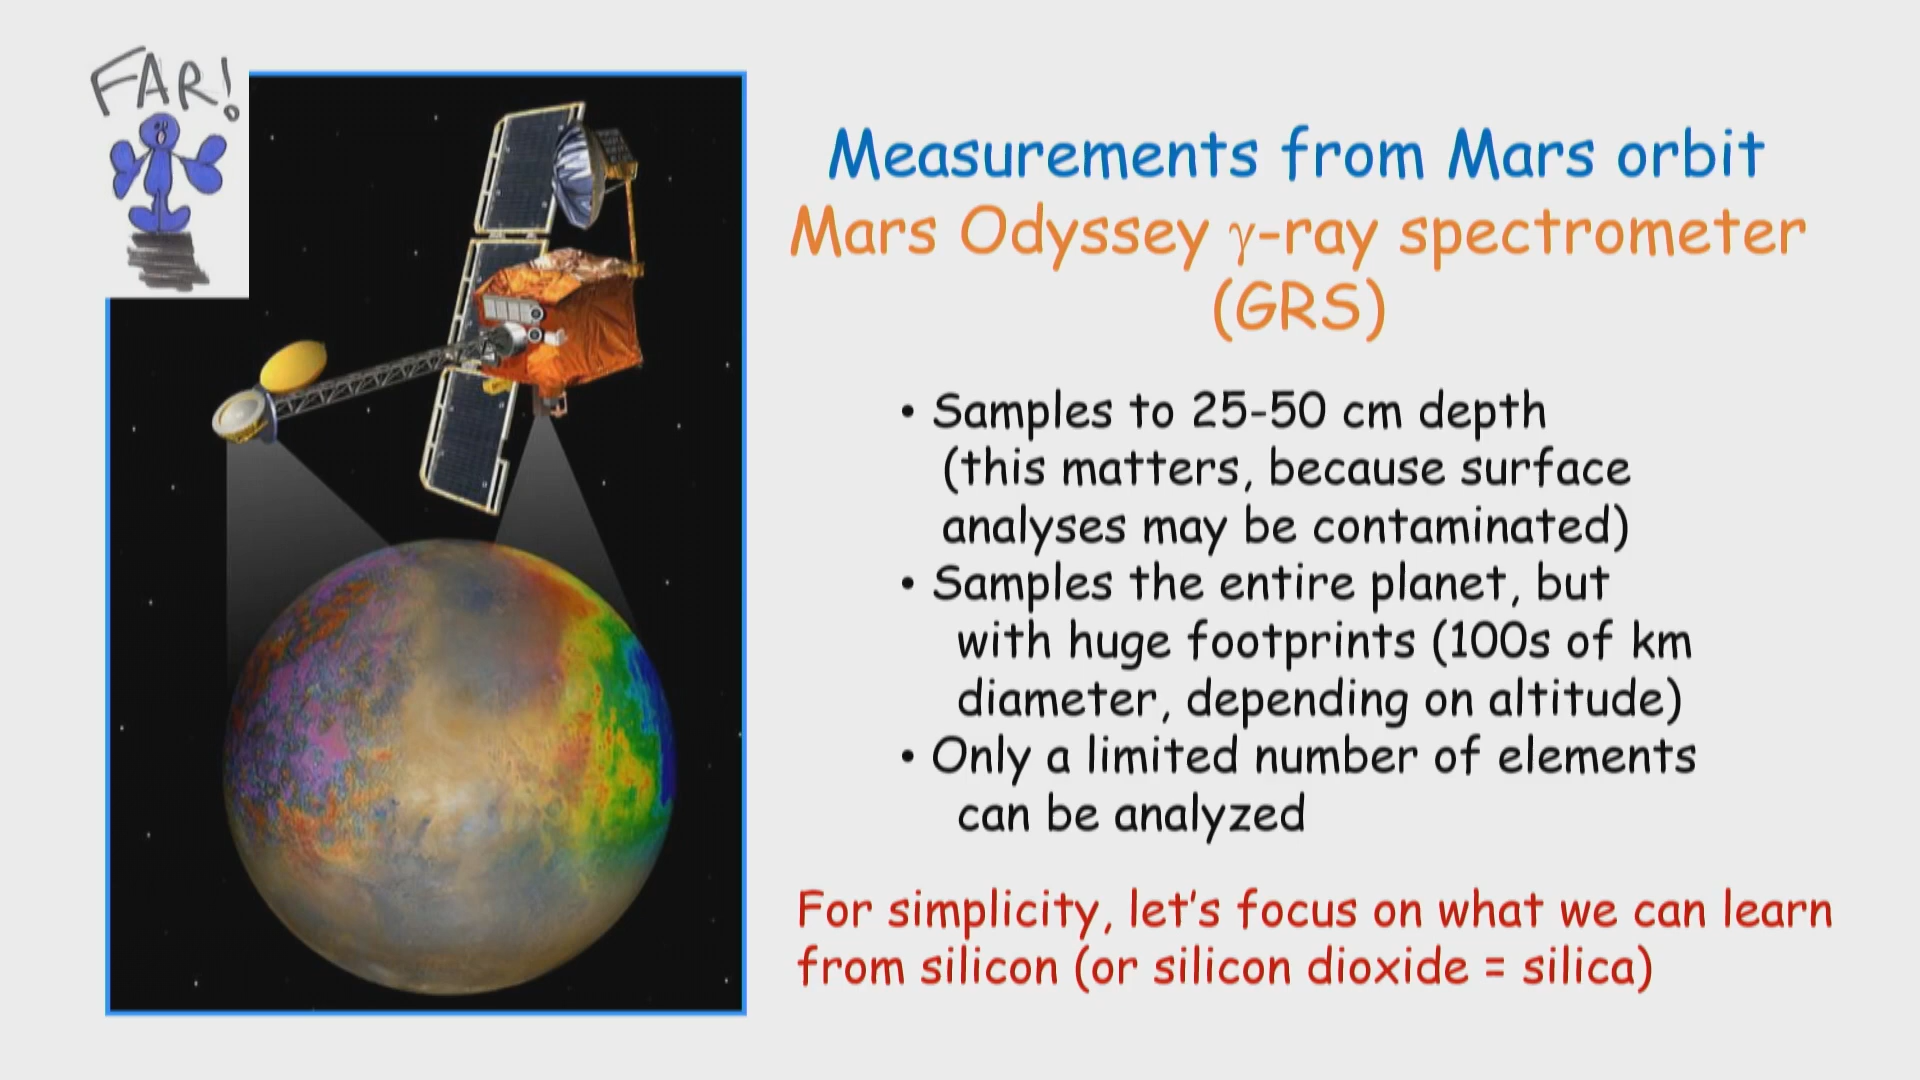 FAR!
Measurements from Mars orbit
Mars Odyssey γ-ray spectrometer
(GRS)
• Samples to 25-50 cm depth
(this matters, because surface
analyses may be contaminated)
• Samples the entire planet, but
with huge footprints (100s of km
diameter, depending on altitude)
• Only a limited number of elements
can be analyzed
For simplicity, let's focus on what we can learn
from silicon (or silicon dioxide = silica)